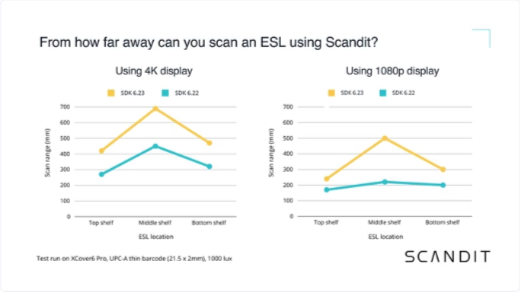 From how far away can you scan an ESL using Scandit?
Using 4K display
SDK 6.23 SDK 6.22
Scan range (mm)
700
600
500
400
300
200
100
0
Top shelf Middle shelf Bottom shelf
ESL location
Using 1080p display
SDK 6.23 SDK 6.22
Scan range (mm)
700
600
500
400
300
200
100
0
Top shelf Middle shelf Bottom shelf
ESL location
Test run on XCover6 Pro, UPC-A thin barcode (21.5 x 2mm), 1000 lux
SCANDIT